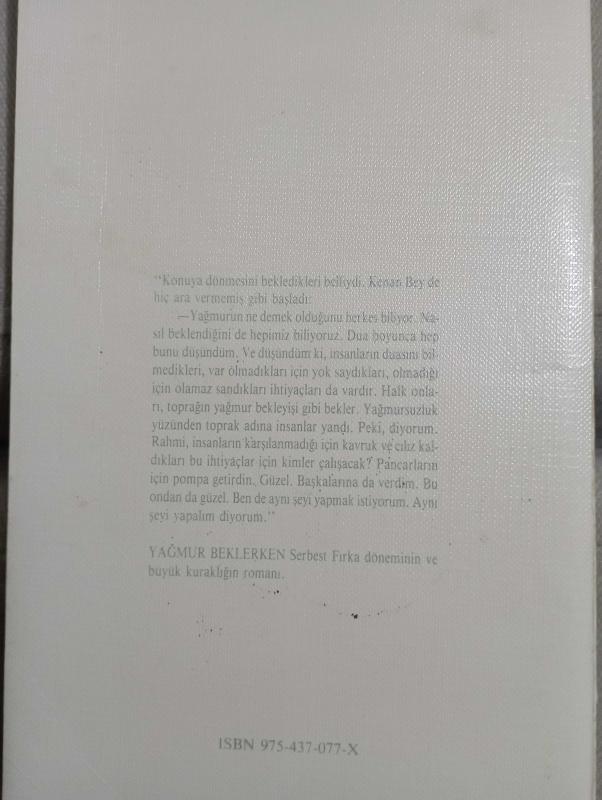 "Konuya dönmesini bekledikleri belliydi. Kenan Bey de
hiç ara vermemiş gibi başladı:
—Yağmurun ne demek olduğunu herkes biliyor. Na-
sıl beklendiğini de hepimiz biliyoruz. Dua boyunca hep
bunu düşündüm. Ve düşündüm ki, insanların duasını bil-
medikleri, var olmadıkları için yok saydıkları, olmadığı
için olamaz sandıkları ihtiyaçları da vardır. Halk onla-
rı, toprağın yağmur bekleyişi gibi bekler. Yağmursuzluk
yüzünden toprak adına insanlar yandı. Peki, diyorum.
Rahmi, insanların karşılanmadığı için kavruk ve cılız kal-
dıkları bu ihtiyaçlar için kimler çalışacak? Pancarların
için pompa getirdin. Güzel. Başkalarına da verdim. Bu
ondan da güzel. Ben de aynı şeyi yapmak istiyorum. Aynı
şeyi yapalım diyorum."
YAĞMUR BEKLERKEN Serbest Fırka döneminin ve
büyük kuraklığın romanı.
ISBN 975-437-077-X